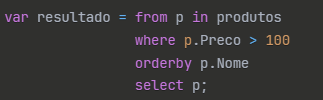 var resultado = from p in produtos
where p.Preco > 100
orderby p.Nome
select p;